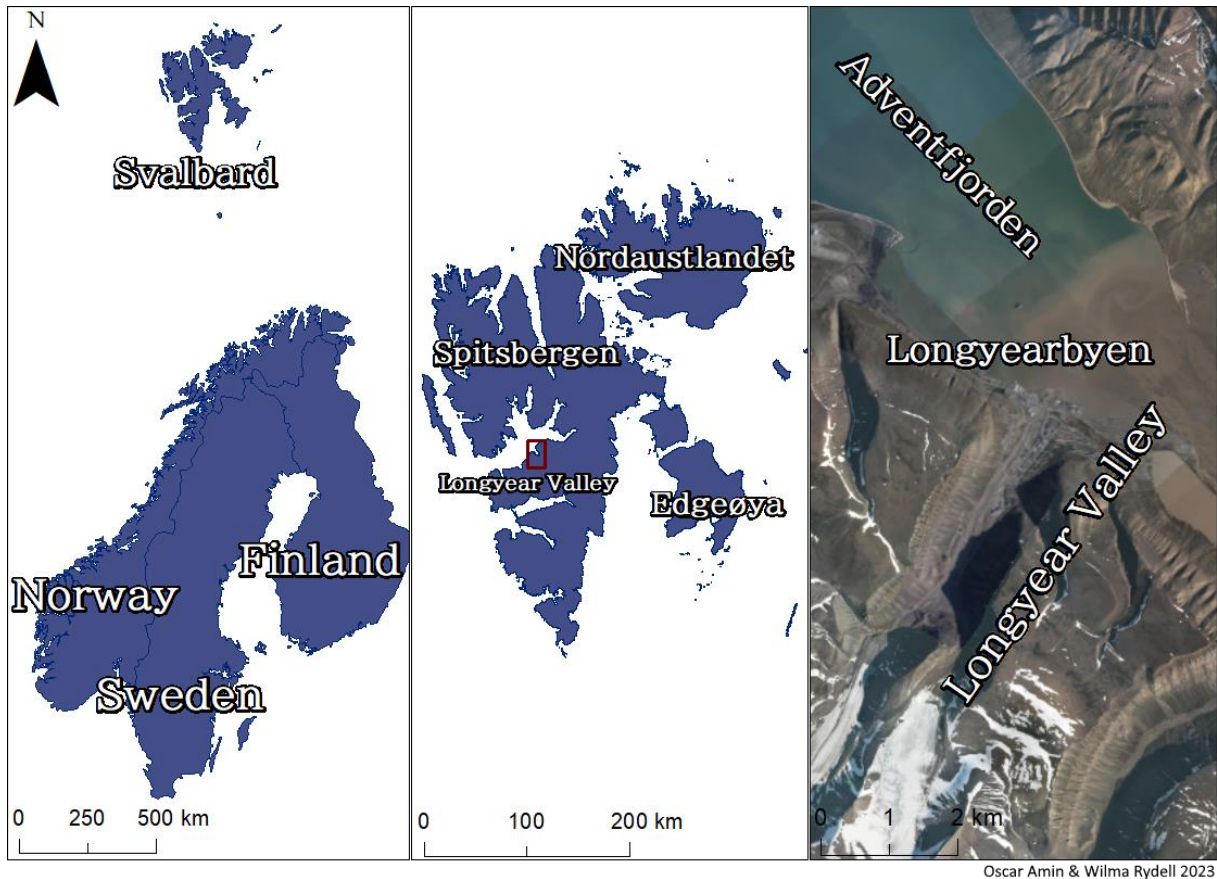 N
Svalbard
Norway
Finland
Sweden
0 250 500 km
Nordaustlandet
Spitsbergen
Longyear Valley
Edgeøya
0 100 200 km
Adventfjorden
Longyearbyen
Longyear Valley
0 1 2 km
Oscar Amin & Wilma Rydell 2023